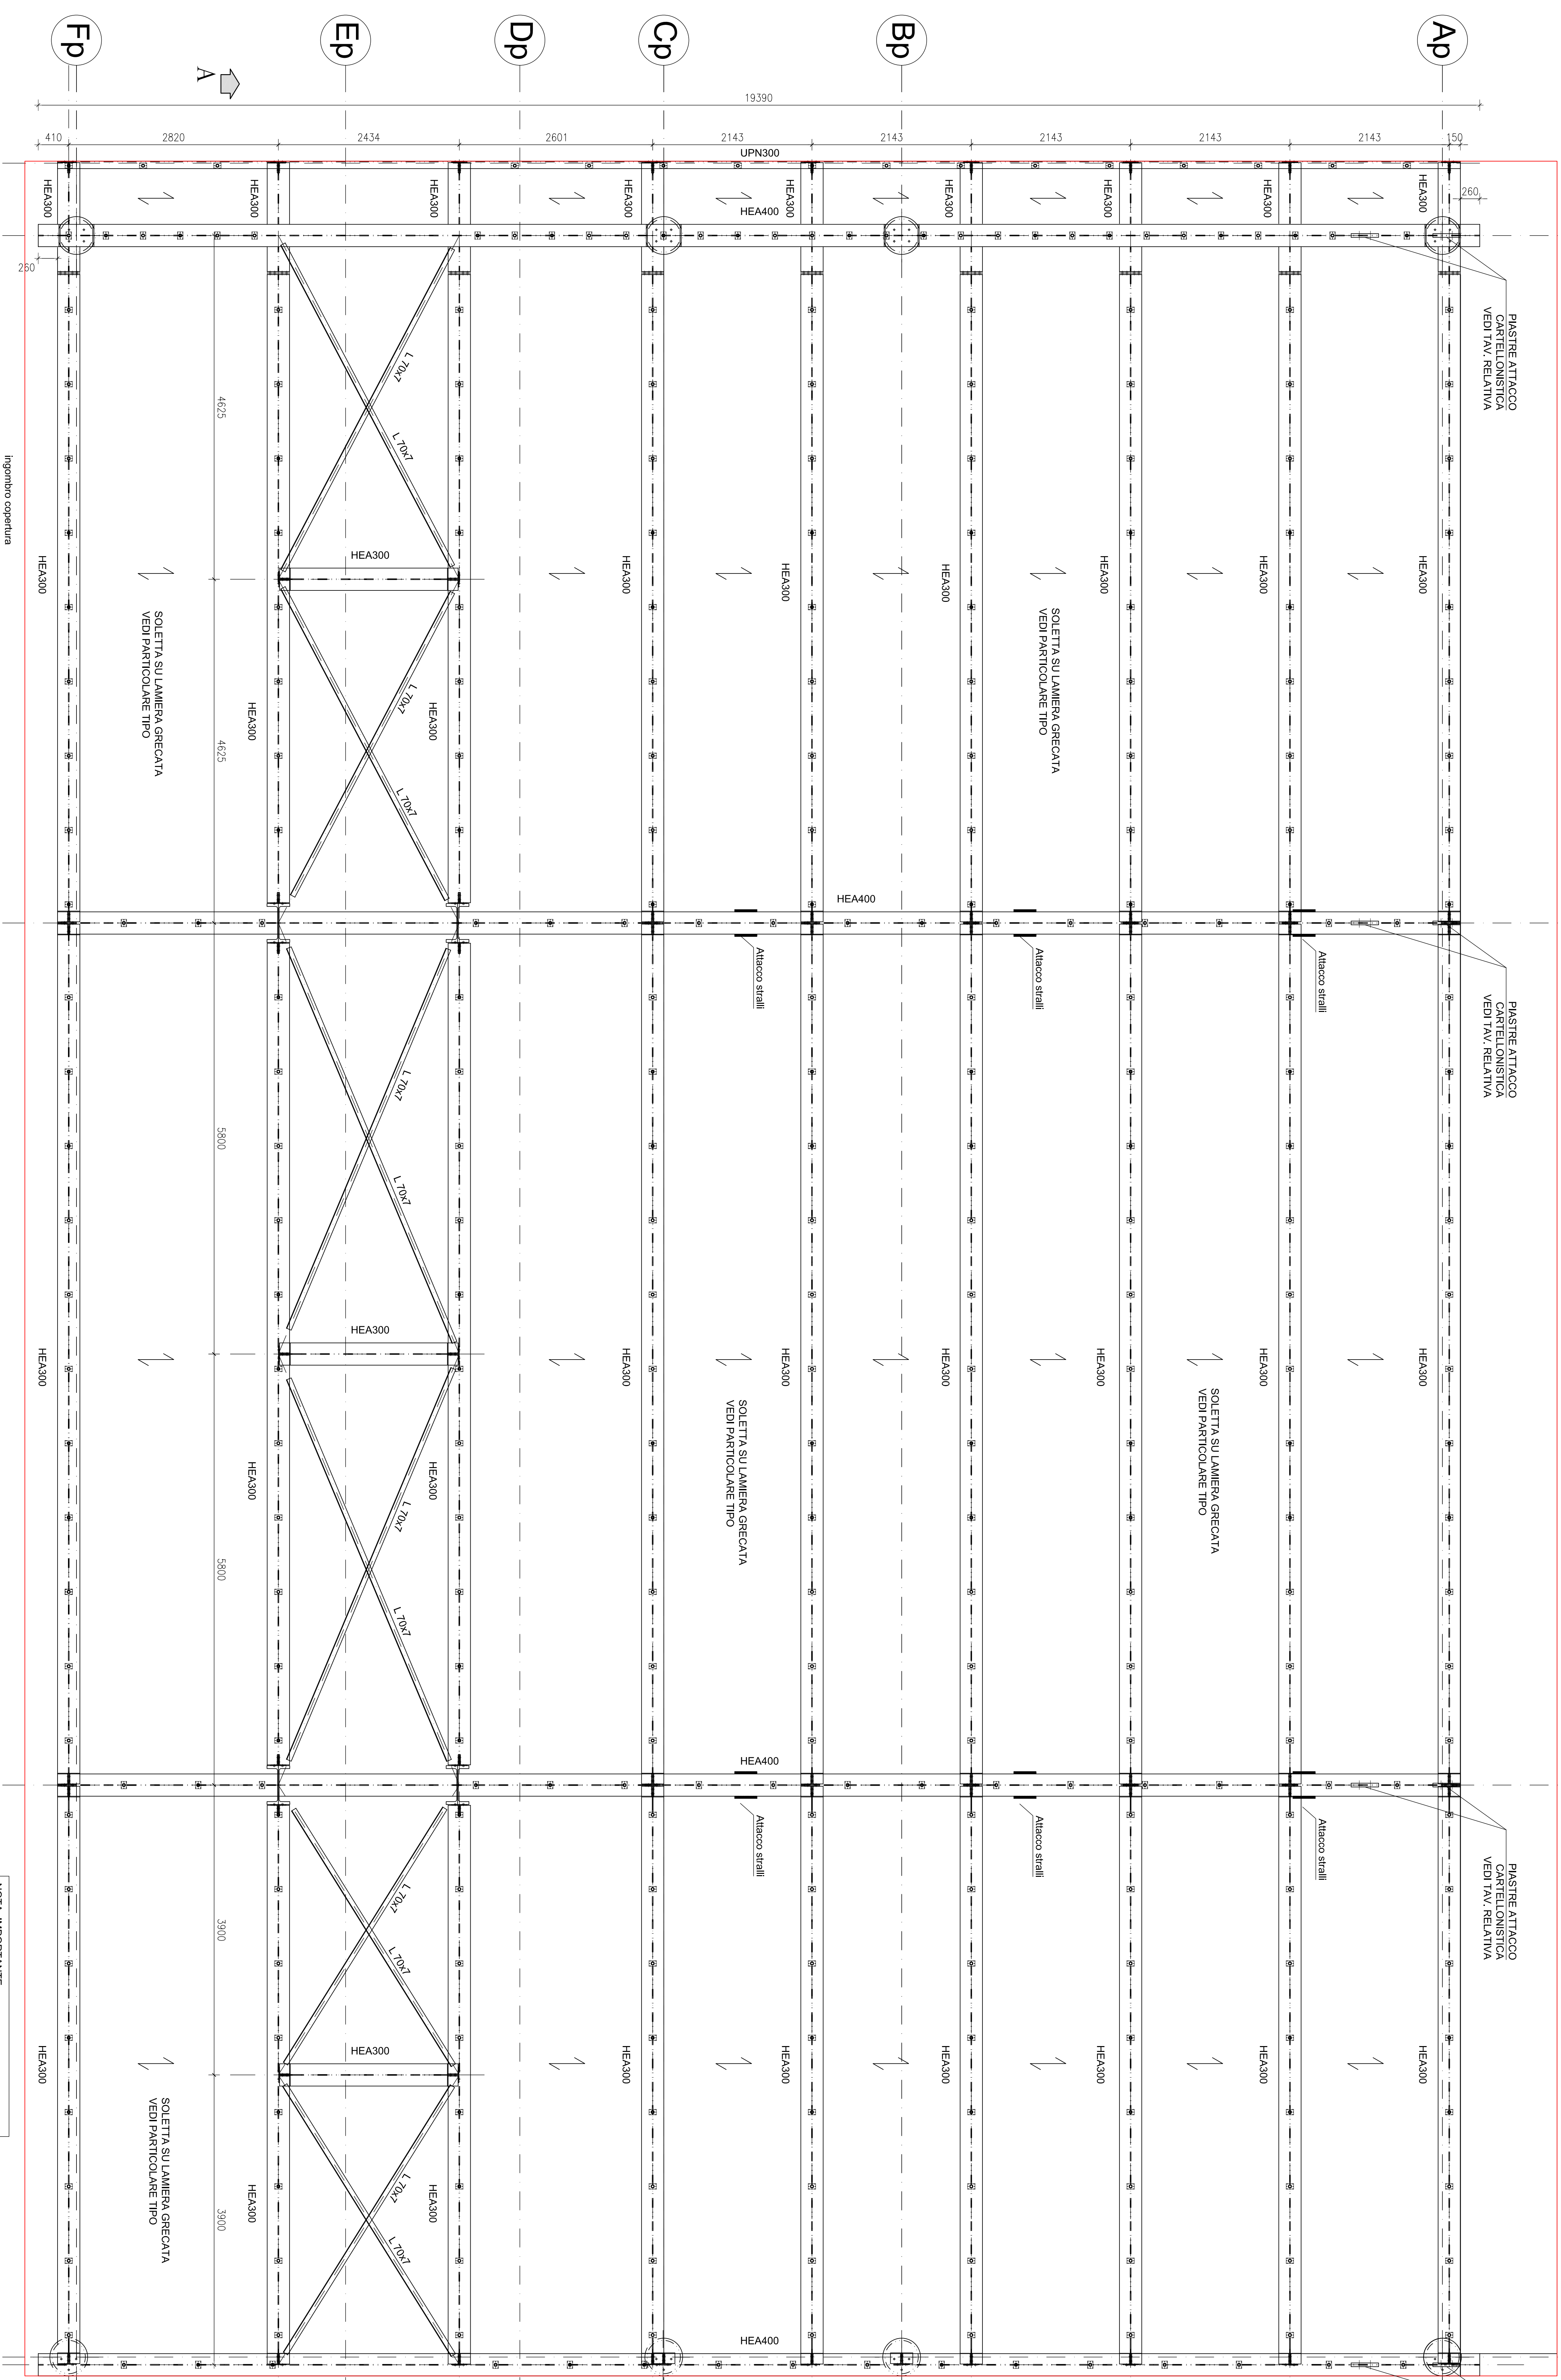 Fp
Ep
Dp
Cp
Bp
Ap
A
19390
410
2820
2434
2601
2143
2143
2143
2143
2143
150
UPN300
HEA300
HEA300
HEA300
HEA300
HEA300
HEA300
HEA300
HEA300
HEA300
260
HEA400
260
PIASTRE ATTACCO
CARTELLONISTICA
VEDI TAV. RELATIVA
L 70x7
4625
L 70x7
ingombro copertura
HEA300
HEA300
HEA300
HEA300
HEA300
HEA300
HEA300
HEA300
SOLETTA SU LAMIERA GRECATA
VEDI PARTICOLARE TIPO
SOLETTA SU LAMIERA GRECATA
VEDI PARTICOLARE TIPO
L 70x7
HEA300
HEA300
4625
L 70x7
HEA400
Attacco stralli
Attacco stralli
Attacco stralli
PIASTRE ATTACCO
CARTELLONISTICA
VEDI TAV. RELATIVA
L 70x7
5800
L 70x7
HEA300
HEA300
HEA300
HEA300
HEA300
HEA300
HEA300
HEA300
SOLETTA SU LAMIERA GRECATA
VEDI PARTICOLARE TIPO
SOLETTA SU LAMIERA GRECATA
VEDI PARTICOLARE TIPO
HEA300
HEA300
L 70x7
5800
L 70x7
HEA400
Attacco stralli
Attacco stralli
Attacco stralli
PIASTRE ATTACCO
CARTELLONISTICA
VEDI TAV. RELATIVA
L 70x7
3900
L 70x7
HEA300
HEA300
HEA300
HEA300
HEA300
HEA300
HEA300
HEA300
SOLETTA SU LAMIERA GRECATA
VEDI PARTICOLARE TIPO
L 70x7
HEA300
HEA300
3900
L 70x7
HEA400